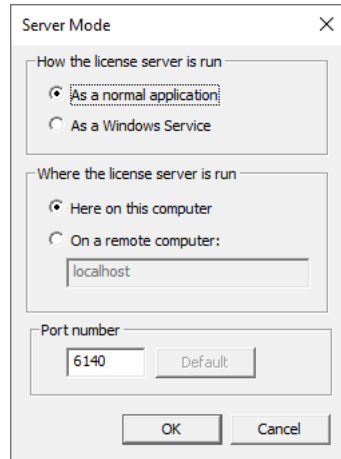 Server Mode
How the license server is run
As a normal application
As a Windows Service
Where the license server is run
Here on this computer
On a remote computer:
localhost
Port number
6140 Default
OK Cancel